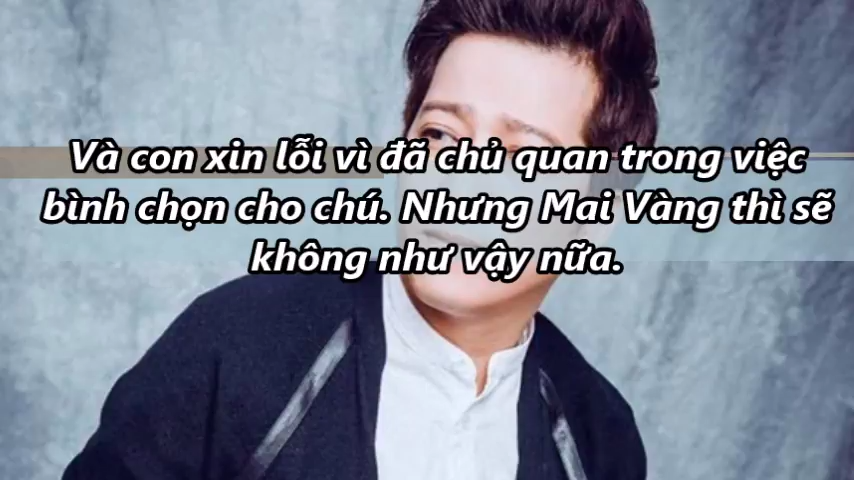 Và con xin lỗi vì đã chủ quan trong việc
bình chọn cho chú. Nhưng Mai Vàng thì sẽ
không như vậy nữa.